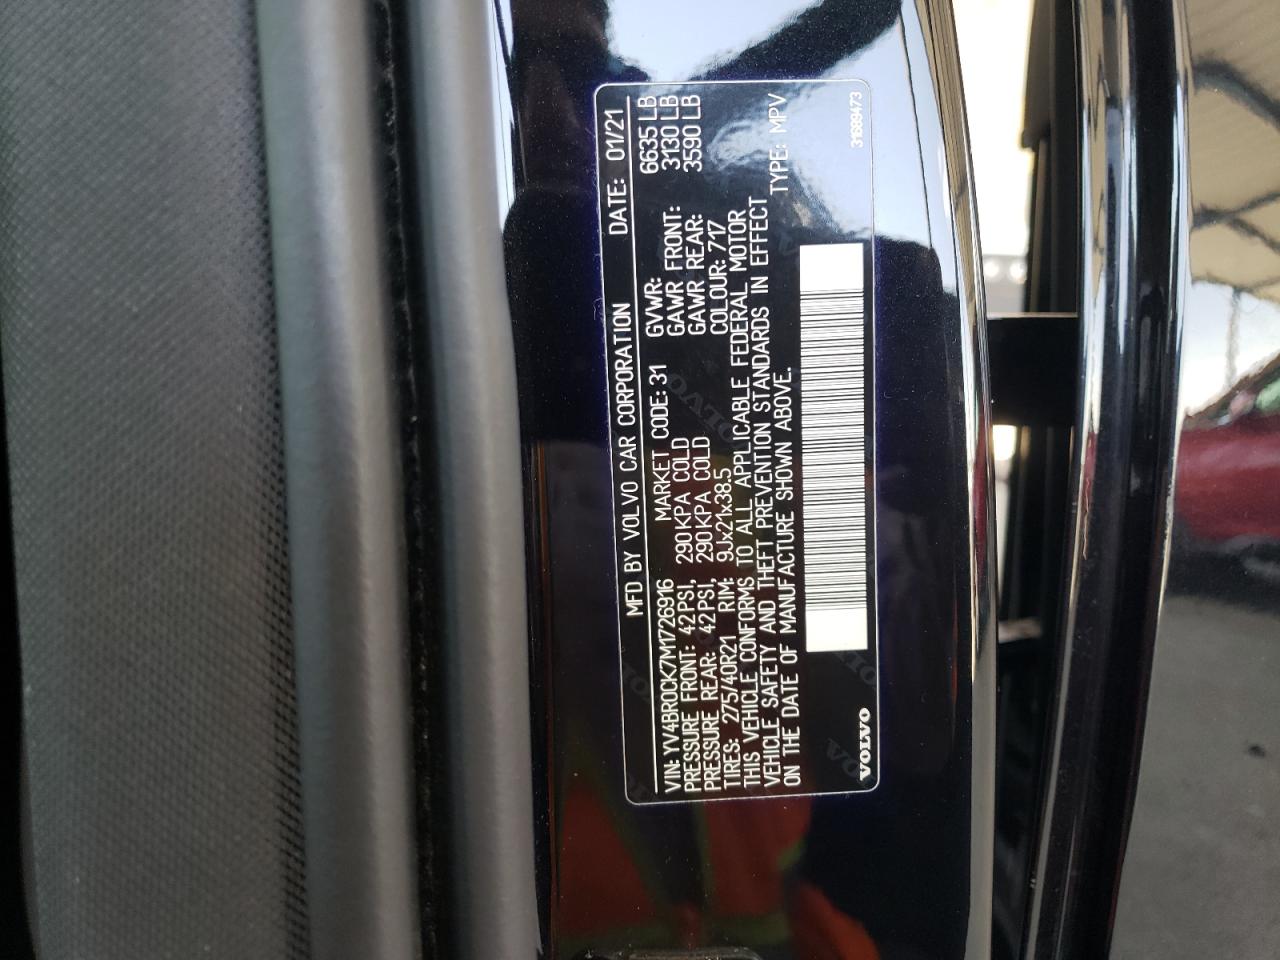 MFD BY VOLVO CAR CORPORATION DATE: 01/21
VIN: YV4BR0CK7M1726916 MARKET CODE: 31 GVWR: 6635 LB
PRESSURE FRONT: 42PSI, 290KPA COLD GAWR FRONT: 3130 LB
PRESSURE REAR: 42PSI, 290KPA COLD GAWR REAR: 3590 LB
TIRES: 275/40R21 RIM: 9Jx21x38.5 COLOUR: 717
THIS VEHICLE CONFORMS TO ALL APPLICABLE FEDERAL MOTOR
VEHICLE SAFETY AND THEFT PREVENTION STANDARDS IN EFFECT
ON THE DATE OF MANUFACTURE SHOWN ABOVE. TYPE: MPV
VOLVO 31689473